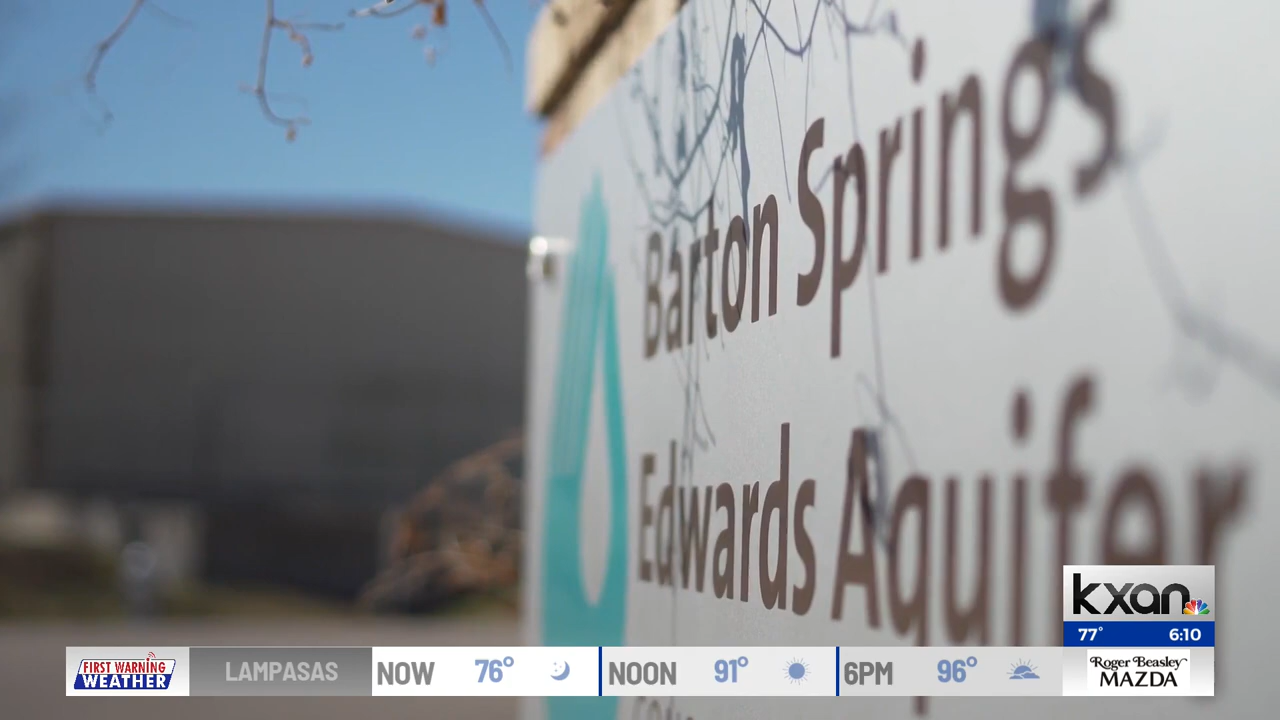 Barton Springs
Edwards Aquifer
kxan
77° 6:10
FIRST WARNING
WEATHER
LAMPASAS
NOW 76°
NOON 91°
6PM 96°
Roger Beasley
MAZDA